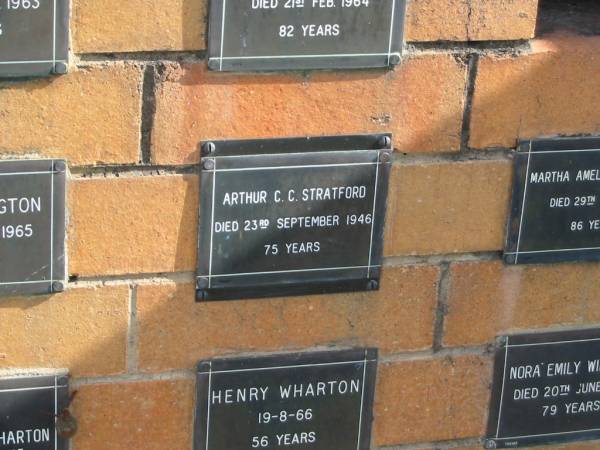 1963
DIED 21ST FEB. 1964
82 YEARS
GTON
1965
ARTHUR C. C. STRATFORD
DIED 23RD SEPTEMBER 1946
75 YEARS
MARTHA AMEL
DIED 29TH
86 YE
HARTON
HENRY WHARTON
19-8-66
56 YEARS
NORA EMILY WI
DIED 20TH JUNE
79 YEARS